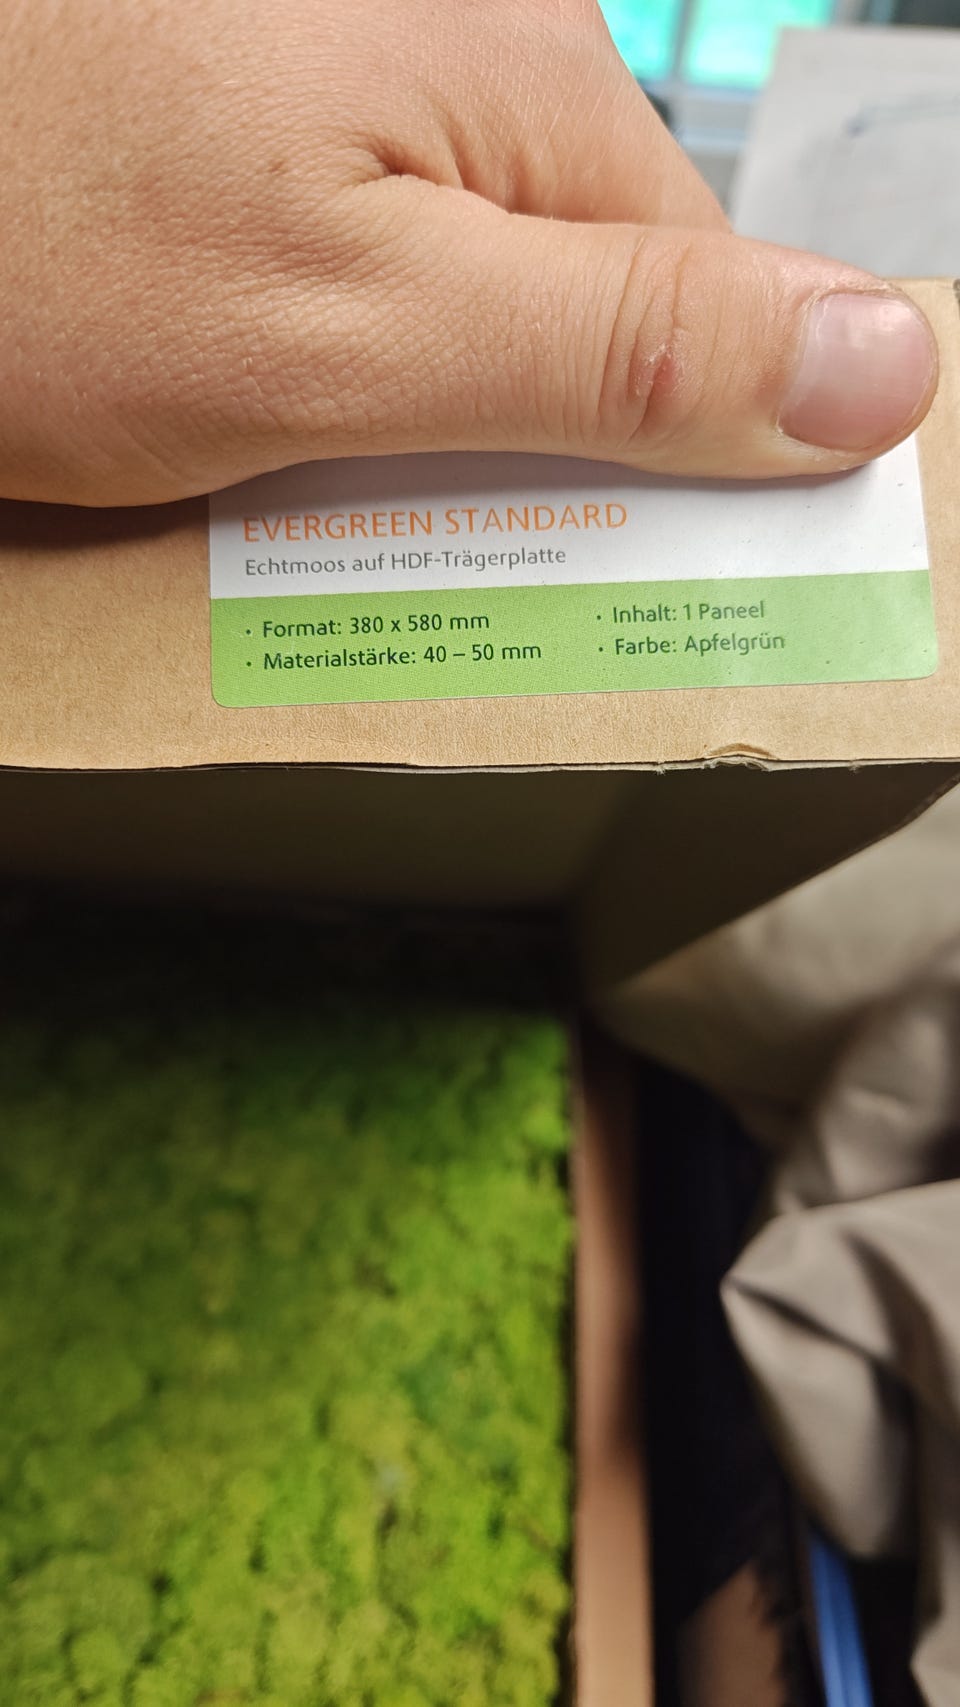 EVERGREEN STANDARD
Echtmoos auf HDF-Trägerplatte
• Format: 380 x 580 mm
• Materialstärke: 40 – 50 mm
• Inhalt: 1 Paneel
• Farbe: Apfelgrün